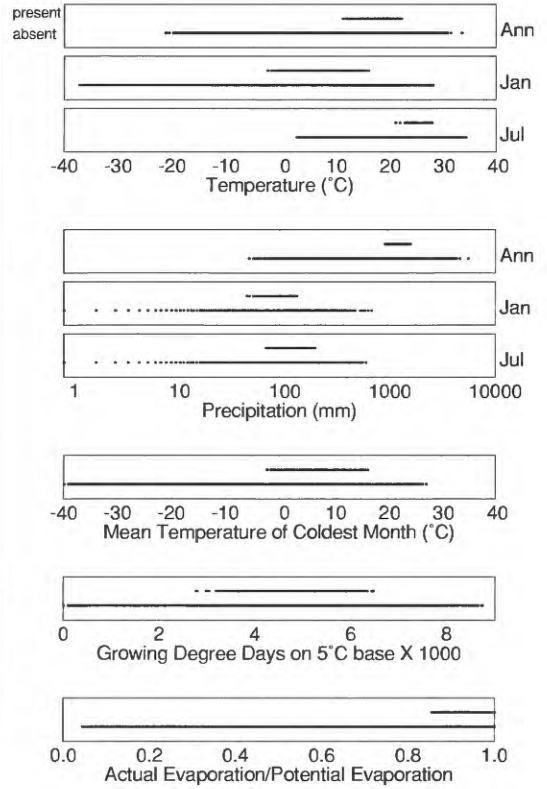 present
absent
Ann
Jan
Jul
-40 -30 -20 -10 0 10 20 30 40
Temperature (˚C)
Ann
Jan
Jul
1 10 100 1000 10000
Precipitation (mm)
-40 -30 -20 -10 0 10 20 30 40
Mean Temperature of Coldest Month (˚C)
0 2 4 6 8
Growing Degree Days on 5˚C base X 1000
0.0 0.2 0.4 0.6 0.8 1.0
Actual Evaporation/Potential Evaporation